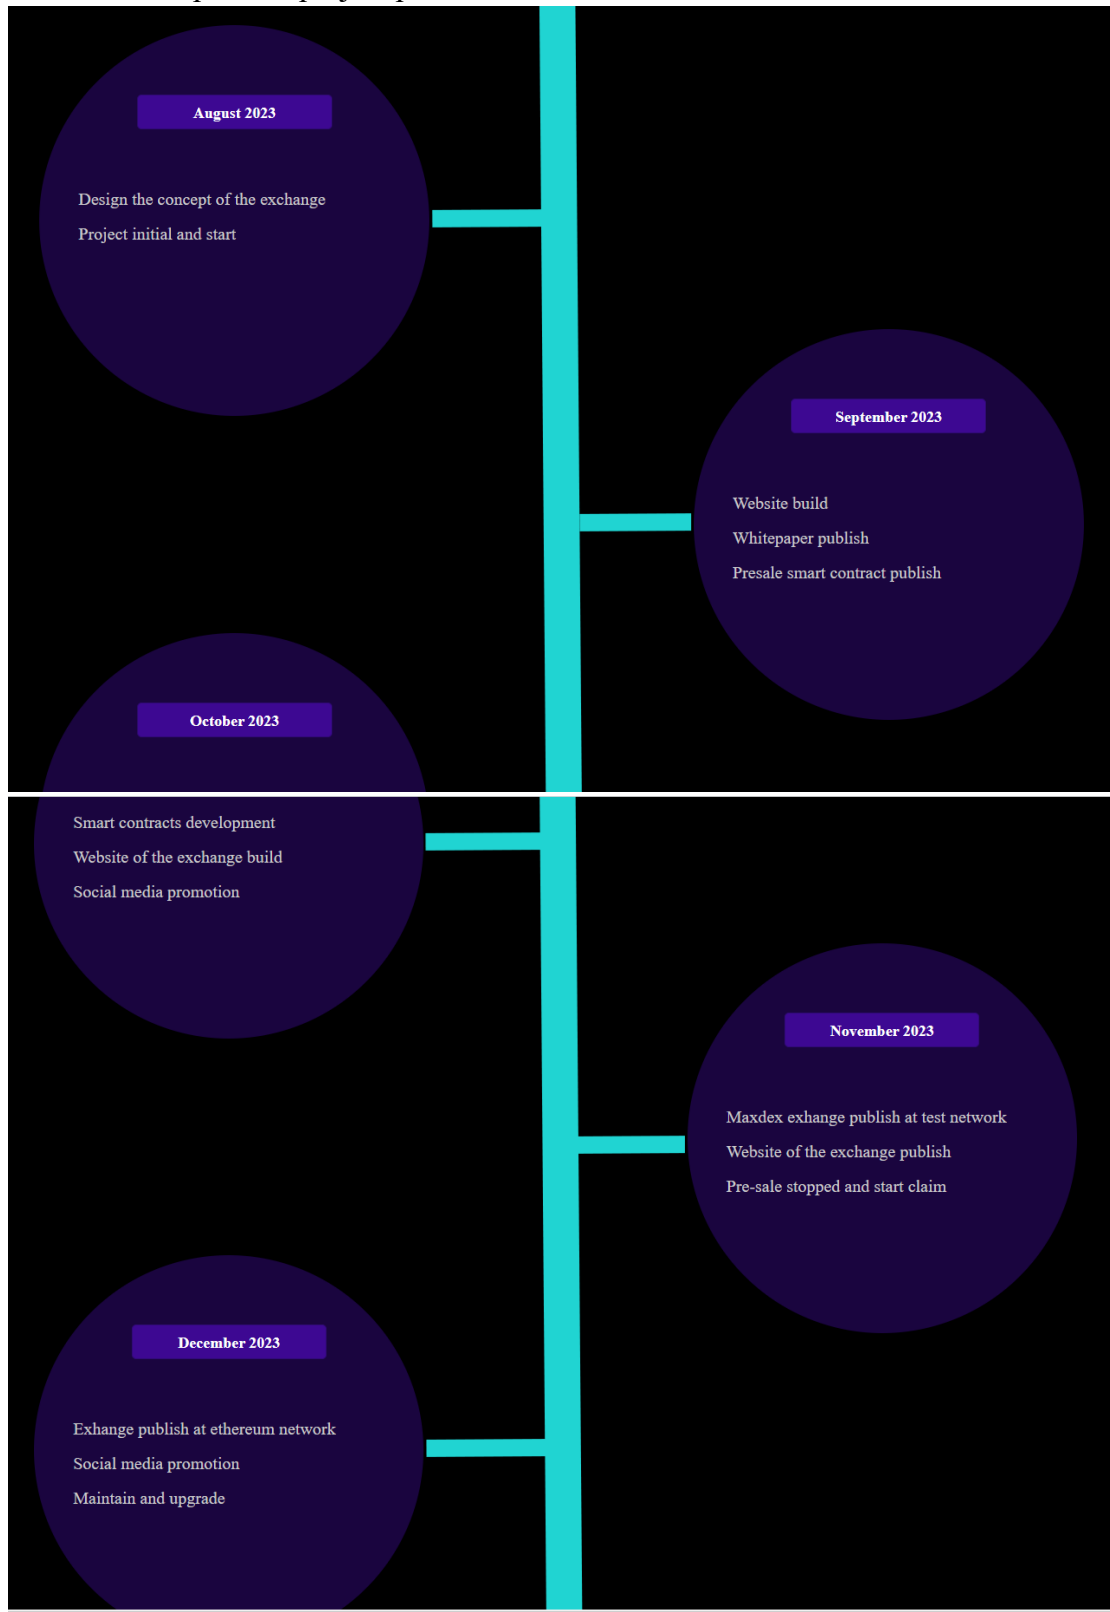 August 2023
Design the concept of the exchange
Project initial and start
September 2023
Website build
Whitepaper publish
Presale smart contract publish
October 2023
Smart contracts development
Website of the exchange build
Social media promotion
November 2023
Maxdex exhange publish at test network
Website of the exchange publish
Pre-sale stopped and start claim
December 2023
Exhange publish at ethereum network
Social media promotion
Maintain and upgrade